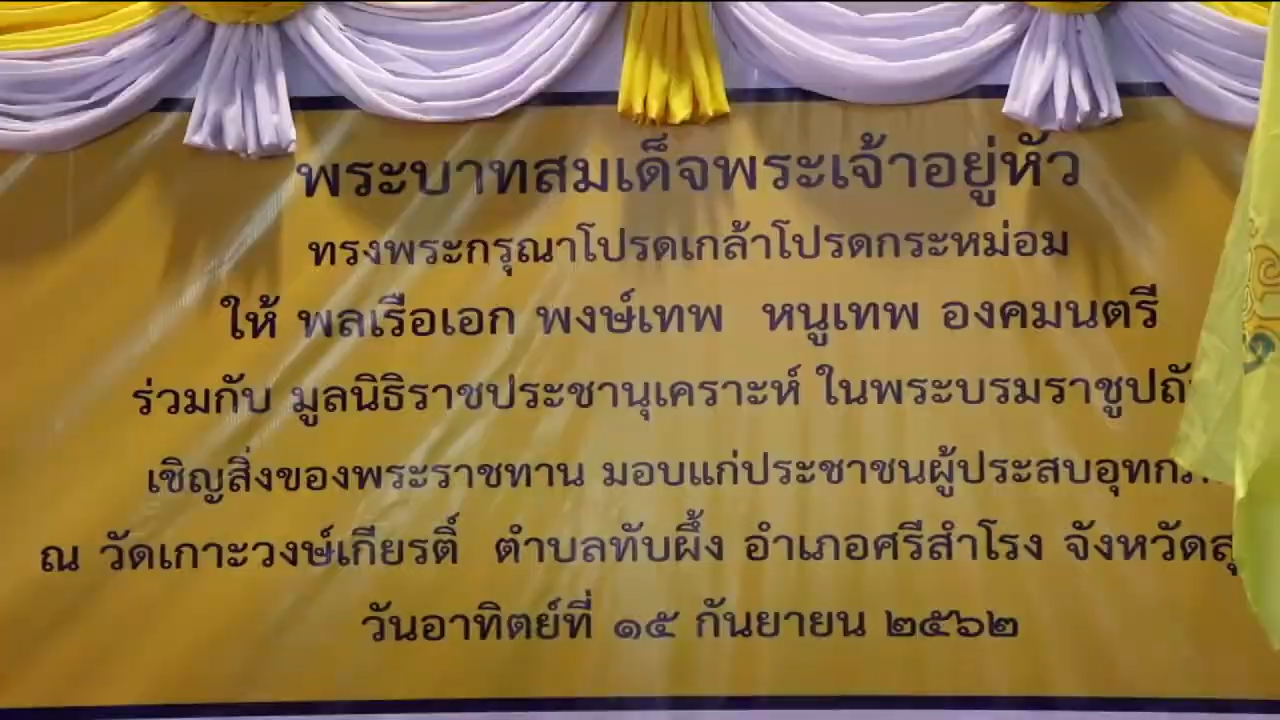 พระบาทสมเด็จพระเจ้าอยู่หัว
ทรงพระกรุณาโปรดเกล้าโปรดกระหม่อม
ให้ พลเรือเอก พงษ์เทพ หนูเทพ องคมนตรี
ร่วมกับ มูลนิธิราชประชานุเคราะห์ ในพระบรมราชูปถั
เชิญสิ่งของพระราชทาน มอบแก่ประชาชนผู้ประสบอุทก
ณ วัดเกาะวงษ์เกียรติ์ ตำบลทับผึ้ง อำเภอศรีสำโรง จังหวัดสุ
วันอาทิตย์ที่ ๑๕ กันยายน ๒๕๖๒